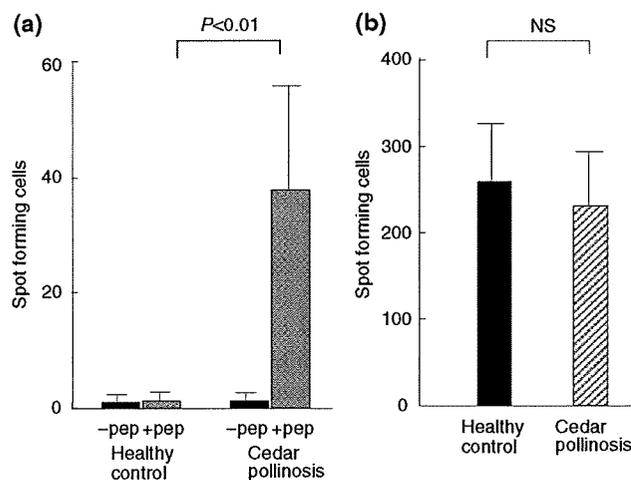 (a)
P<0.01
60
40
20
0
Spot forming cells
−pep +pep
−pep +pep
Healthy
control
Cedar
pollinosis
(b)
NS
400
300
200
100
0
Spot forming cells
Healthy
control
Cedar
pollinosis